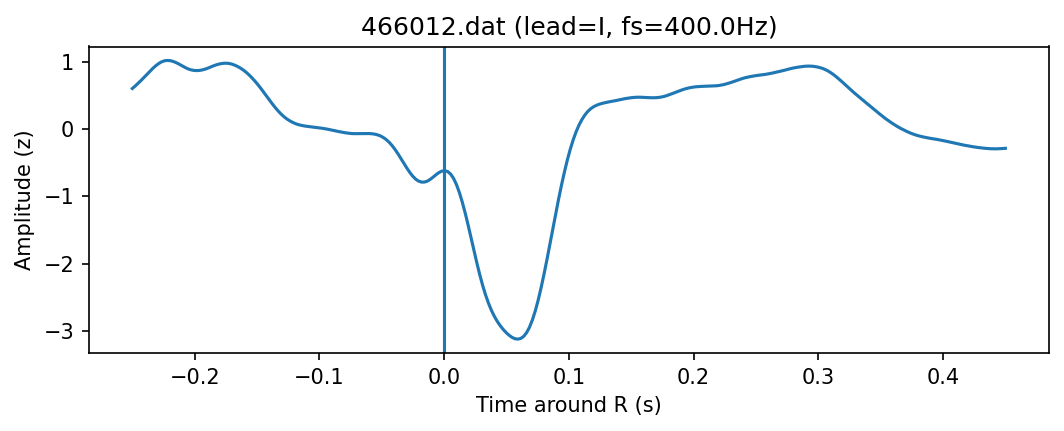 466012.dat (lead=I, fs=400.0Hz)
Amplitude (z)
1
0
−1
−2
−3
−0.2 −0.1 0.0 0.1 0.2 0.3 0.4
Time around R (s)